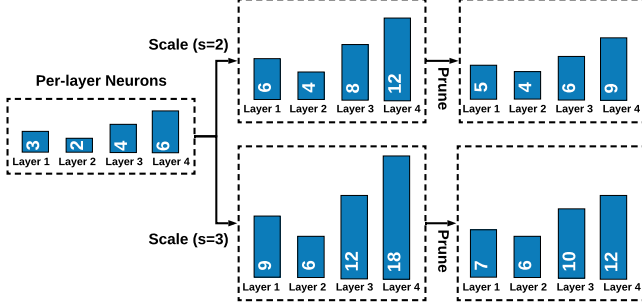 Per-layer Neurons
3 2 4 6
Layer 1 Layer 2 Layer 3 Layer 4
Scale (s=2)
6 4 8 12
Layer 1 Layer 2 Layer 3 Layer 4
Prune
5 4 6 9
Layer 1 Layer 2 Layer 3 Layer 4
Scale (s=3)
9 6 12 18
Layer 1 Layer 2 Layer 3 Layer 4
Prune
7 6 10 12
Layer 1 Layer 2 Layer 3 Layer 4